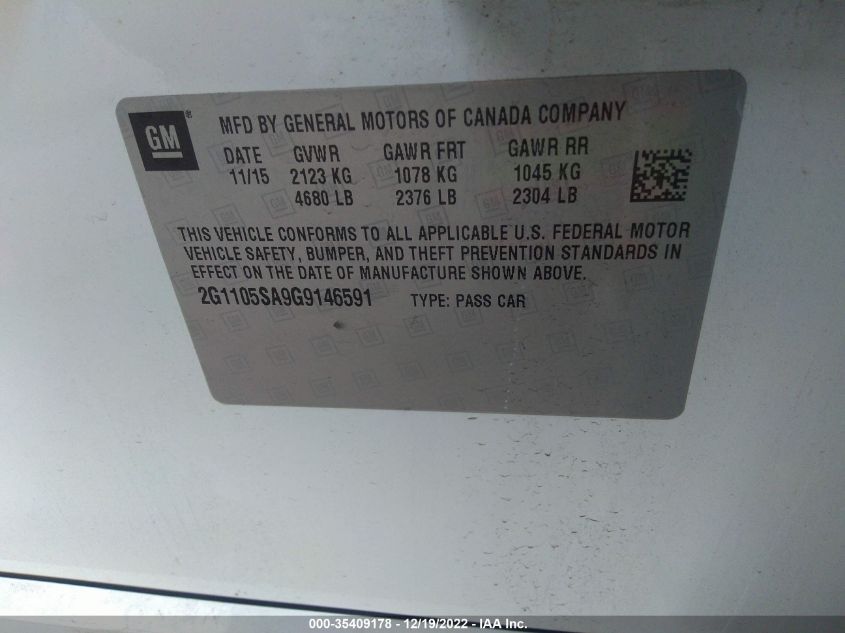 GM ®
MFD BY GENERAL MOTORS OF CANADA COMPANY
DATE GVWR GAWR FRT GAWR RR
11/15 2123 KG 1078 KG 1045 KG
4680 LB 2376 LB 2304 LB
THIS VEHICLE CONFORMS TO ALL APPLICABLE U.S. FEDERAL MOTOR
VEHICLE SAFETY, BUMPER, AND THEFT PREVENTION STANDARDS IN
EFFECT ON THE DATE OF MANUFACTURE SHOWN ABOVE.
2G1105SA9G9146591 TYPE: PASS CAR
000-35409178 - 12/19/2022 - IAA Inc.